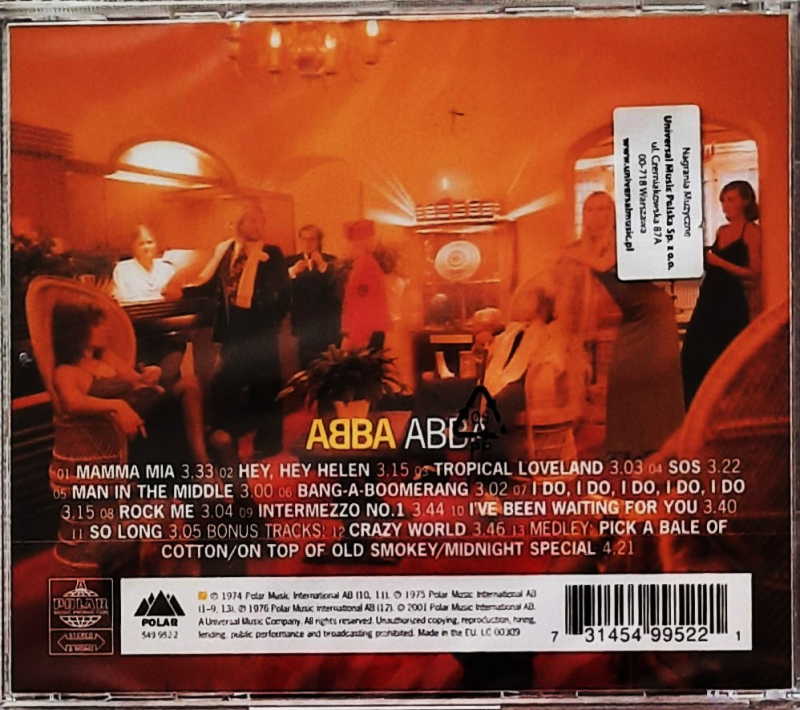 Nagrania Muzyczne
Universal Music Polska Sp. z o.o.
ul. Czerniakowska 87A
00-718 Warszawa
www.universalmusic.pl
ABBA ABBA
01 MAMMA MIA 3.33 02 HEY, HEY HELEN 3.15 03 TROPICAL LOVELAND 3.03 04 SOS 3.22
05 MAN IN THE MIDDLE 3.00 06 BANG-A-BOOMERANG 3.02 07 I DO, I DO, I DO, I DO, I DO
3.15 08 ROCK ME 3.04 09 INTERMEZZO NO.1 3.44 10 I'VE BEEN WAITING FOR YOU 3.40
11 SO LONG 3.05 BONUS TRACKS: 12 CRAZY WORLD 3.46 13 MEDLEY: PICK A BALE OF
COTTON/ON TOP OF OLD SMOKEY/MIDNIGHT SPECIAL 4.21
POLAR
STEREO
& MONO
POLAR
549 952 2
℗ © 1974 Polar Music International AB (10, 11). ℗ 1975 Polar Music International AB
(1-9, 13). ℗ 1976 Polar Music International AB (12). © 2001 Polar Music International AB.
A Universal Music Company. All rights reserved. Unauthorized copying, reproduction, hiring,
lending, public performance and broadcasting prohibited. Made in the EU. LC 00309
7 31454 99522 1